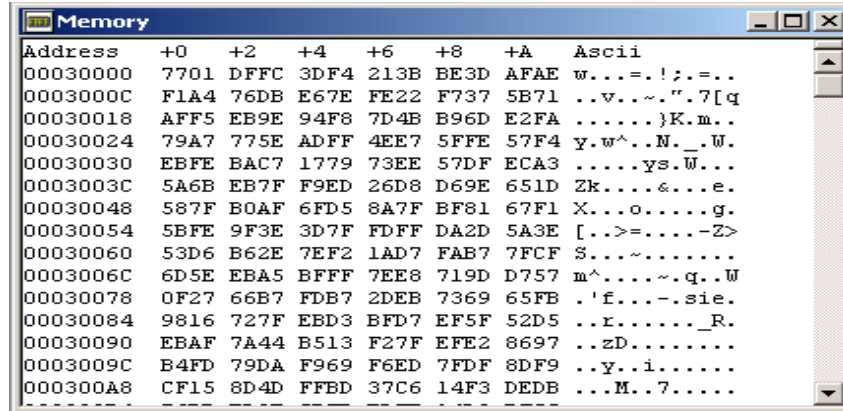 Memory
Address +0 +2 +4 +6 +8 +A Ascii
00030000 7701 DFFC 3DF4 213B BE3D AFAE w...=.!;.=..
0003000C F1A4 76DB E67E FE22 F737 5B71 ..v..~.".7[q
00030018 AFF5 EB9E 94F8 7D4B B96D E2FA ......}K.m..
00030024 79A7 775E ADFF 4EE7 5FFE 57F4 y.w^..N._.W.
00030030 EBFE BAC7 1779 73EE 57DF ECA3 .....ys.W...
0003003C 5A6B EB7F F9ED 26D8 D69E 651D Zk....&...e.
00030048 587F B0AF 6FD5 8A7F BF81 67F1 X...o.....g.
00030054 5BFE 9F3E 3D7F FDFF DA2D 5A3E [..>=....-Z>
00030060 53D6 B62E 7EF2 1AD7 FAB7 7FCF S...~.......
0003006C 6D5E EBA5 BFFF 7EE8 719D D757 m^....~.q..W
00030078 0F27 66B7 FDB7 2DEB 7369 65FB .'f...-.sie.
00030084 9816 727F EBD3 BFD7 EF5F 52D5 ..r......_R.
00030090 EBAF 7A44 B513 F27F EFE2 8697 ..zD........
0003009C B4FD 79DA F969 F6ED 7FDF 8DF9 ..y..i......
000300A8 CF15 8D4D FFBD 37C6 14F3 DEDB ...M..7.....